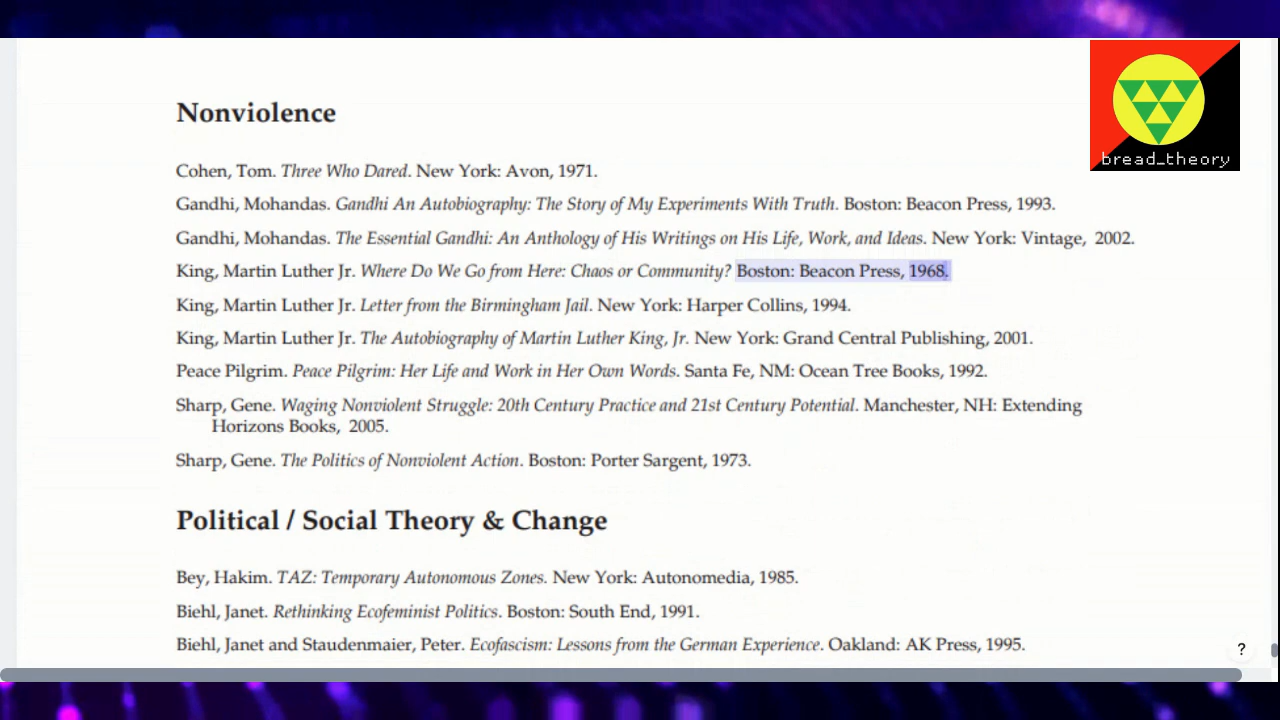 bread_theory
Nonviolence
Cohen, Tom. Three Who Dared. New York: Avon, 1971.
Gandhi, Mohandas. Gandhi An Autobiography: The Story of My Experiments With Truth. Boston: Beacon Press, 1993.
Gandhi, Mohandas. The Essential Gandhi: An Anthology of His Writings on His Life, Work, and Ideas. New York: Vintage, 2002.
King, Martin Luther Jr. Where Do We Go from Here: Chaos or Community? Boston: Beacon Press, 1968.
King, Martin Luther Jr. Letter from the Birmingham Jail. New York: Harper Collins, 1994.
King, Martin Luther Jr. The Autobiography of Martin Luther King, Jr. New York: Grand Central Publishing, 2001.
Peace Pilgrim. Peace Pilgrim: Her Life and Work in Her Own Words. Santa Fe, NM: Ocean Tree Books, 1992.
Sharp, Gene. Waging Nonviolent Struggle: 20th Century Practice and 21st Century Potential. Manchester, NH: Extending
Horizons Books, 2005.
Sharp, Gene. The Politics of Nonviolent Action. Boston: Porter Sargent, 1973.
Political / Social Theory & Change
Bey, Hakim. TAZ: Temporary Autonomous Zones. New York: Autonomedia, 1985.
Biehl, Janet. Rethinking Ecofeminist Politics. Boston: South End, 1991.
Biehl, Janet and Staudenmaier, Peter. Ecofascism: Lessons from the German Experience. Oakland: AK Press, 1995.
?